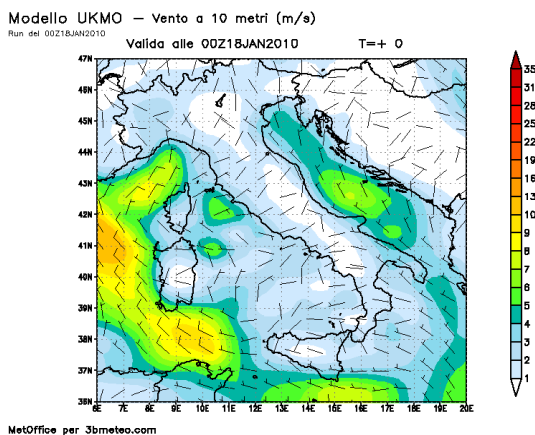 Modello UKMO – Vento a 10 metri (m/s)
Run del 00Z18JAN2010
Valida alle 00Z18JAN2010 T=+ 0
47N
46N
45N
44N
43N
42N
41N
40N
39N
38N
37N
36N
6E 7E 8E 9E 10E 11E 12E 13E 14E 15E 16E 17E 18E 19E 20E
35
31
28
25
22
19
16
13
10
9
8
7
6
5
4
3
2
1
MetOffice per 3bmeteo.com